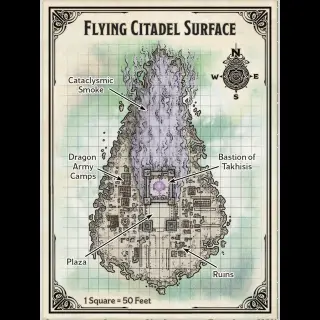 FLYING CITADEL SURFACE
N
W
E
S
Cataclysmic
Smoke
Dragon
Army
Camps
Bastion of
Takhisis
Plaza
Ruins
1 Square = 50 Feet